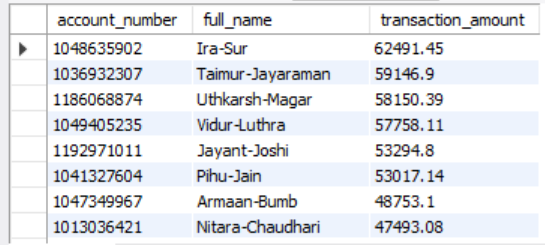 account_number full_name transaction_amount
1048635902 Ira-Sur 62491.45
1036932307 Taimur-Jayaraman 59146.9
1186068874 Uthkarsh-Magar 58150.39
1049405235 Vidur-Luthra 57758.11
1192971011 Jayant-Joshi 53294.8
1041327604 Pihu-Jain 53017.14
1047349967 Armaan-Bumb 48753.1
1013036421 Nitara-Chaudhari 47493.08